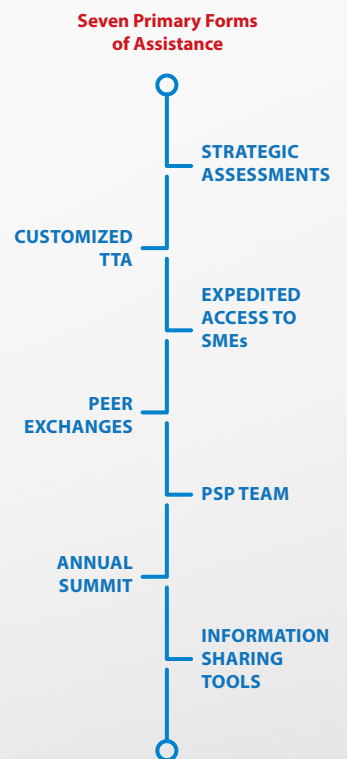 Seven Primary Forms
of Assistance
STRATEGIC
ASSESSMENTS
CUSTOMIZED
TTA
EXPEDITED
ACCESS TO
SMEs
PEER
EXCHANGES
PSP TEAM
ANNUAL
SUMMIT
INFORMATION
SHARING
TOOLS